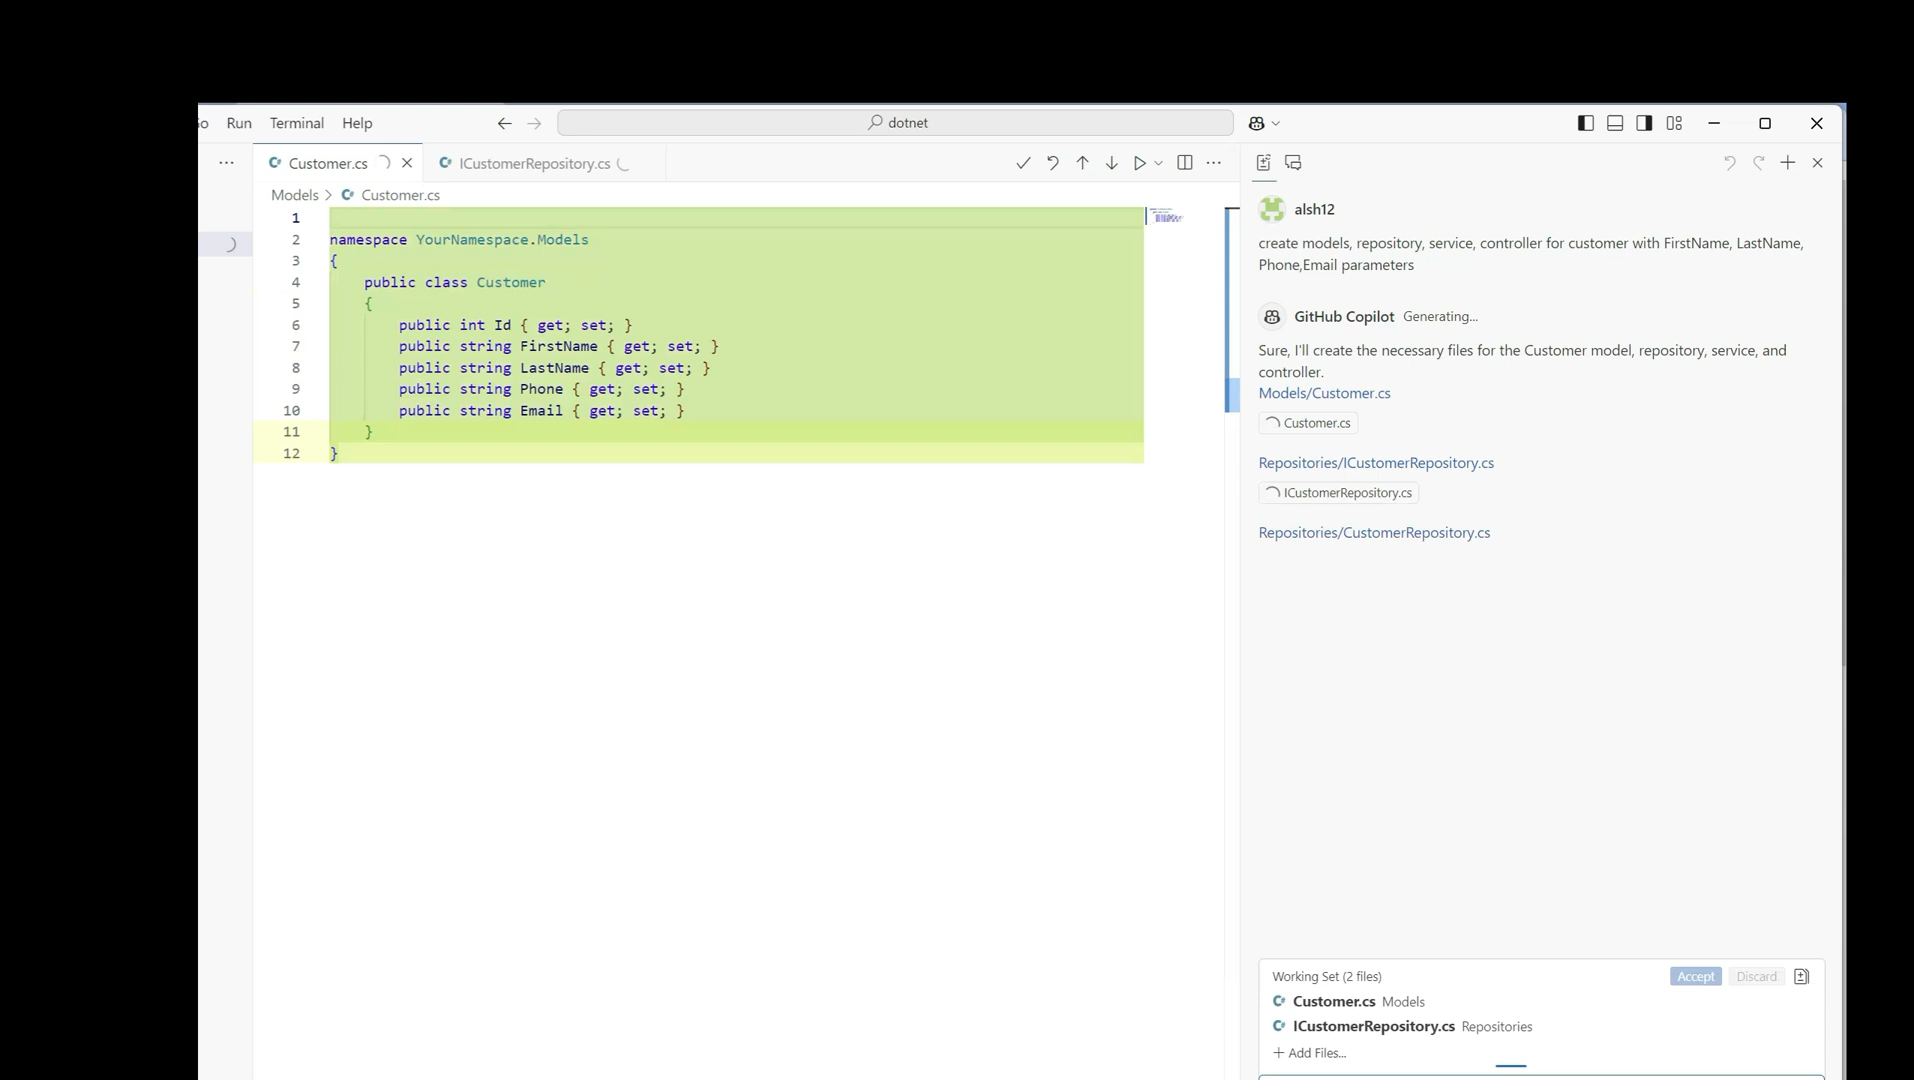 Run Terminal Help
dotnet
Customer.cs
ICustomerRepository.cs
Models > Customer.cs
1
2 namespace YourNamespace.Models
3 {
4 public class Customer
5 {
6 public int Id { get; set; }
7 public string FirstName { get; set; }
8 public string LastName { get; set; }
9 public string Phone { get; set; }
10 public string Email { get; set; }
11 }
12 }
alsh12
create models, repository, service, controller for customer with FirstName, LastName,
Phone,Email parameters
GitHub Copilot Generating...
Sure, I'll create the necessary files for the Customer model, repository, service, and
controller.
Models/Customer.cs
Customer.cs
Repositories/ICustomerRepository.cs
ICustomerRepository.cs
Repositories/CustomerRepository.cs
Working Set (2 files)
Accept Discard
Customer.cs Models
ICustomerRepository.cs Repositories
+ Add Files...